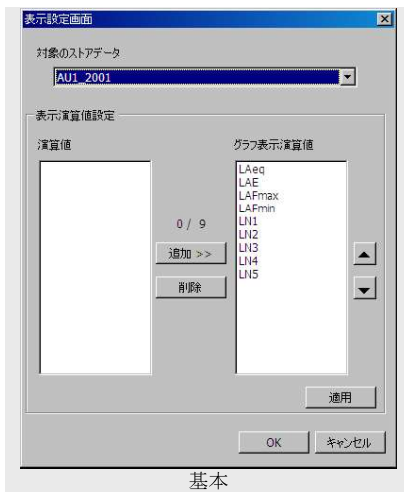 表示設定画面
対象のストアデータ
AU1_2001
表示演算値設定
演算値
グラフ表示演算値
LAeq
LAE
LAFmax
LAFmin
LN1
LN2
LN3
LN4
LN5
0 / 9
追加 >>
削除
適用
OK
キャンセル
基本